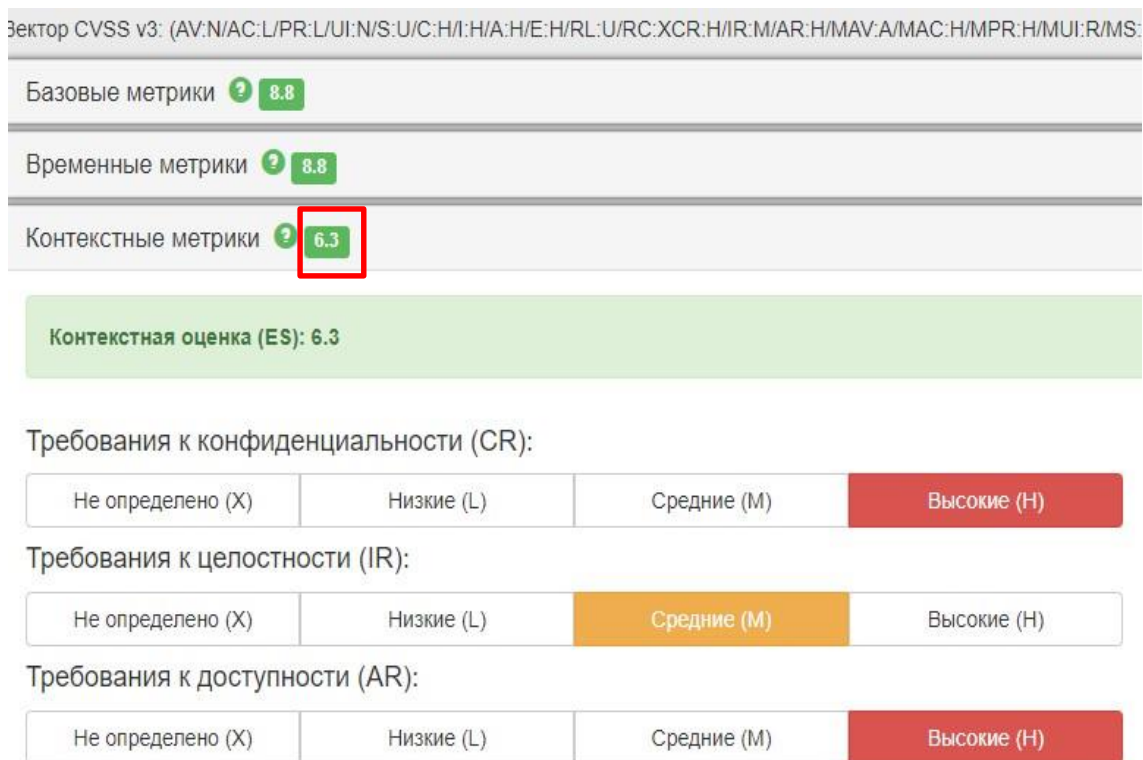 Вектор CVSS v3: (AV:N/AC:L/PR:L/UI:N/S:U/C:H/I:H/A:H/E:H/RL:U/RC:XCR:H/IR:M/AR:H/MAV:A/MAC:H/MPR:H/MUI:R/MS:
Базовые метрики ? 8.8
Временные метрики ? 8.8
Контекстные метрики ? 6.3
Контекстная оценка (ES): 6.3
Требования к конфиденциальности (CR):
Не определено (X) Низкие (L) Средние (M) Высокие (H)
Требования к целостности (IR):
Не определено (X) Низкие (L) Средние (M) Высокие (H)
Требования к доступности (AR):
Не определено (X) Низкие (L) Средние (M) Высокие (H)